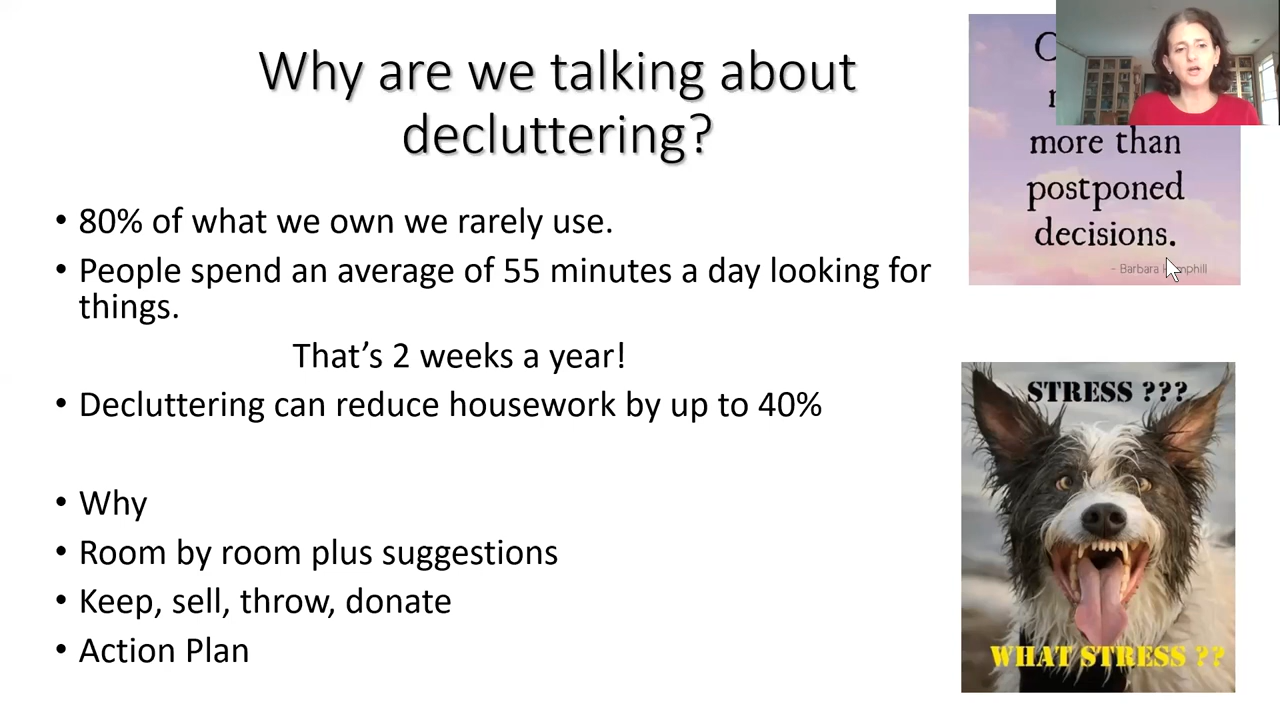 Why are we talking about
decluttering?
• 80% of what we own we rarely use.
• People spend an average of 55 minutes a day looking for
things.
That’s 2 weeks a year!
• Decluttering can reduce housework by up to 40%
• Why
• Room by room plus suggestions
• Keep, sell, throw, donate
• Action Plan
more than
postponed
decisions.
- Barbara
STRESS ???
WHAT STRESS ??